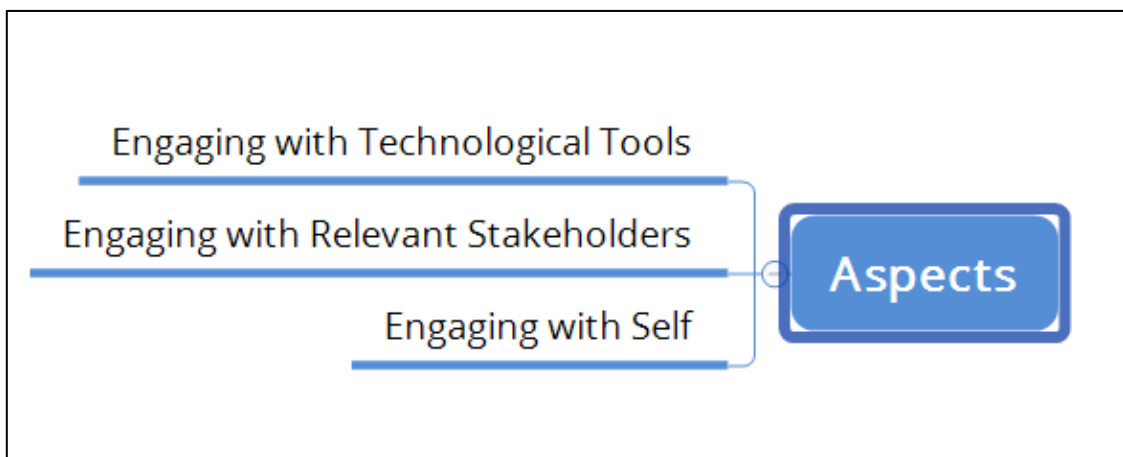 Engaging with Technological Tools
Engaging with Relevant Stakeholders
Engaging with Self
Aspects